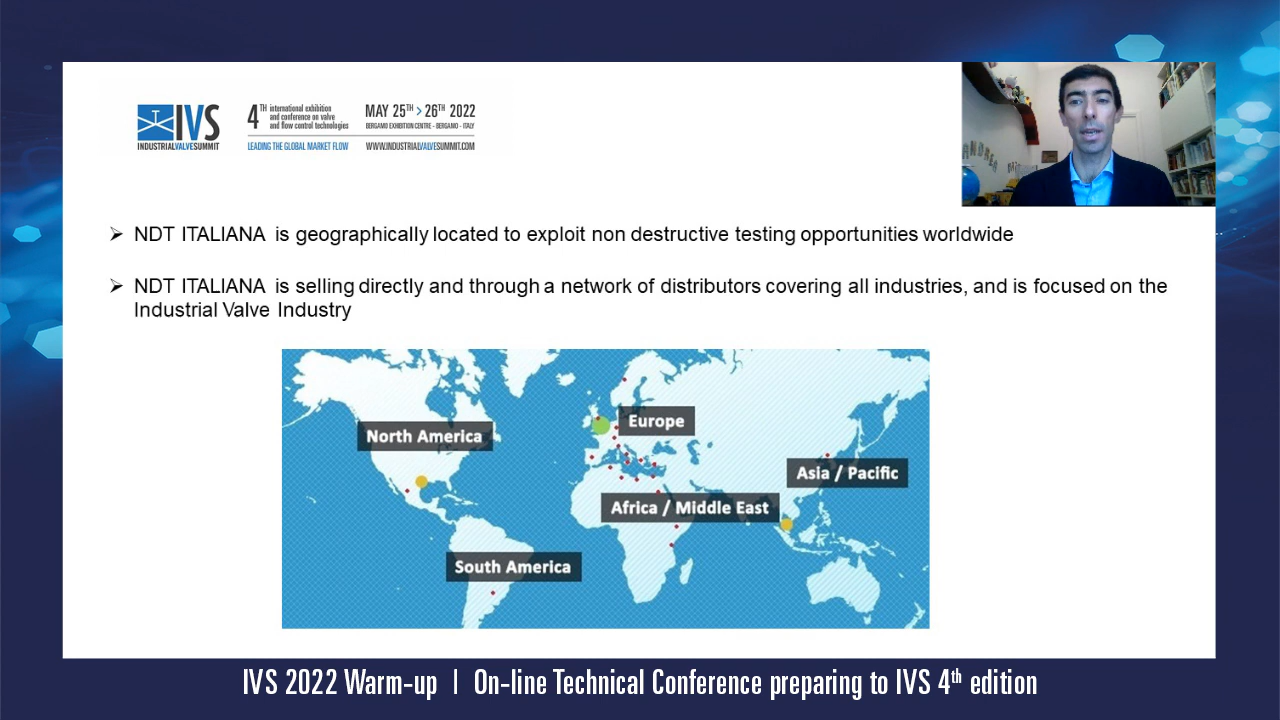 IVS
INDUSTRIALVALVESUMMIT
4TH international exhibition
and conference on valve
and flow control technologies
LEADING THE GLOBAL MARKET FLOW
MAY 25TH > 26TH 2022
BERGAMO EXHIBITION CENTRE - BERGAMO - ITALY
WWW.INDUSTRIALVALVESUMMIT.COM
➢ NDT ITALIANA is geographically located to exploit non destructive testing opportunities worldwide
➢ NDT ITALIANA is selling directly and through a network of distributors covering all industries, and is focused on the
Industrial Valve Industry
North America
Europe
Asia / Pacific
Africa / Middle East
South America
IVS 2022 Warm-up | On-line Technical Conference preparing to IVS 4th edition